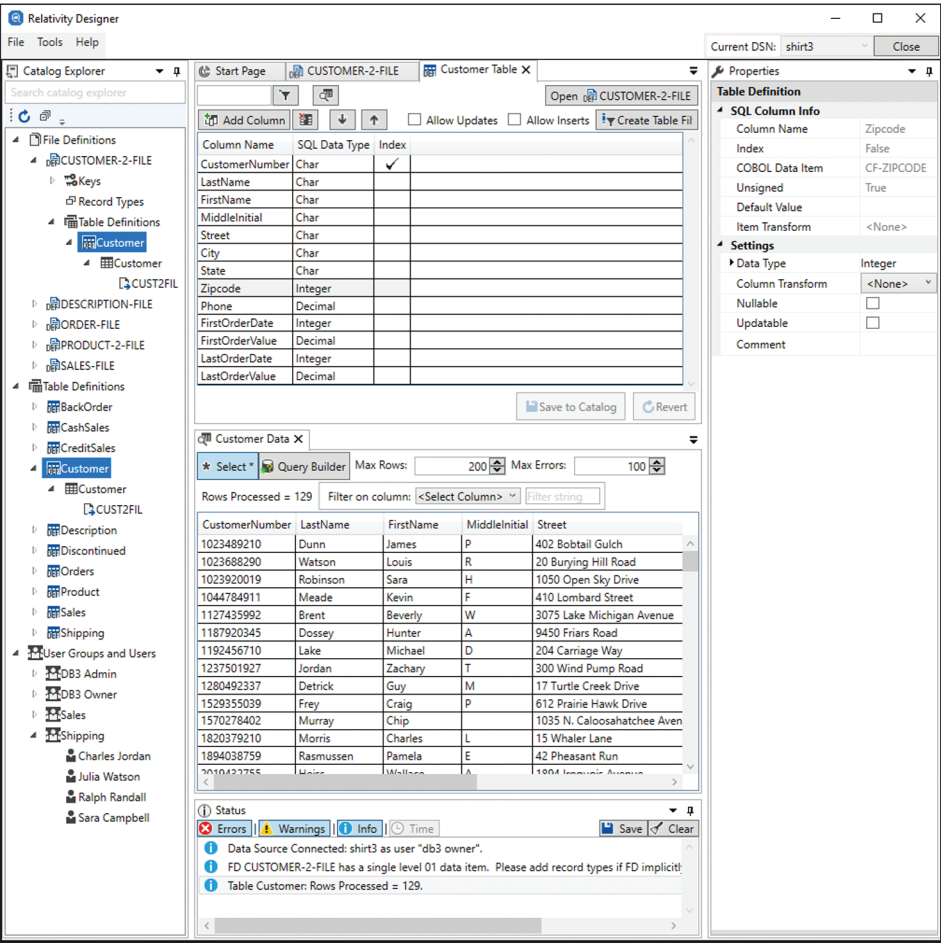 Relativity Designer
File Tools Help
Current DSN: shirt3 Close
Catalog Explorer
Search catalog explorer
File Definitions
CUSTOMER-2-FILE
Keys
Record Types
Table Definitions
Customer
Customer
CUST2FIL
DESCRIPTION-FILE
ORDER-FILE
PRODUCT-2-FILE
SALES-FILE
Table Definitions
BackOrder
CashSales
CreditSales
Customer
Customer
CUST2FIL
Description
Discontinued
Orders
Product
Sales
Shipping
User Groups and Users
DB3 Admin
DB3 Owner
Sales
Shipping
Charles Jordan
Julia Watson
Ralph Randall
Sara Campbell
Start Page CUSTOMER-2-FILE Customer Table
Open CUSTOMER-2-FILE
Add Column Allow Updates Allow Inserts Create Table Fil
Column Name SQL Data Type Index
CustomerNumber Char
LastName Char
FirstName Char
MiddleInitial Char
Street Char
City Char
State Char
Zipcode Integer
Phone Decimal
FirstOrderDate Integer
FirstOrderValue Decimal
LastOrderDate Integer
LastOrderValue Decimal
Save to Catalog Revert
Customer Data
* Select * Query Builder Max Rows: 200 Max Errors: 100
Rows Processed = 129 Filter on column: <Select Column> Filter string
CustomerNumber LastName FirstName MiddleInitial Street
1023489210 Dunn James P 402 Bobtail Gulch
1023688290 Watson Louis R 20 Burying Hill Road
1023920019 Robinson Sara H 1050 Open Sky Drive
1044784911 Meade Kevin F 410 Lombard Street
1127435992 Brent Beverly W 3075 Lake Michigan Avenue
1187920345 Dossey Hunter A 9450 Friars Road
1192456710 Lake Michael D 204 Carriage Way
1237501927 Jordan Zachary T 300 Wind Pump Road
1280492337 Detrick Guy M 17 Turtle Creek Drive
1529355039 Frey Craig P 612 Prairie Hawk Drive
1570278402 Murray Chip 1035 N. Caloosahatchee Aven
1820379210 Morris Charles L 15 Whaler Lane
1894038759 Rasmussen Pamela E 42 Pheasant Run
2019432755 Heiss Wallace A 1894 Iroquois Avenue
Status
Errors Warnings Info Time Save Clear
Data Source Connected: shirt3 as user "db3 owner".
FD CUSTOMER-2-FILE has a single level 01 data item. Please add record types if FD implicitl
Table Customer: Rows Processed = 129.
Properties
Table Definition
SQL Column Info
Column Name Zipcode
Index False
COBOL Data Item CF-ZIPCODE
Unsigned True
Default Value
Item Transform <None>
Settings
Data Type Integer
Column Transform <None>
Nullable
Updatable
Comment